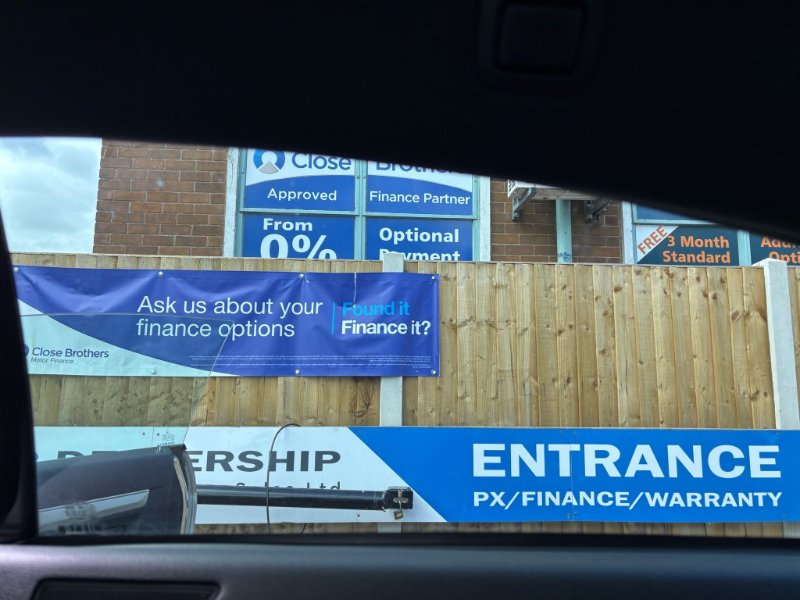 Close Brothers
Approved
Finance Partner
From
0%
Optional
Payment
FREE
3 Month
Standard
Ask us about your
finance options
Found it
Finance it?
Close Brothers
Motor Finance
ENTRANCE
PX/FINANCE/WARRANTY